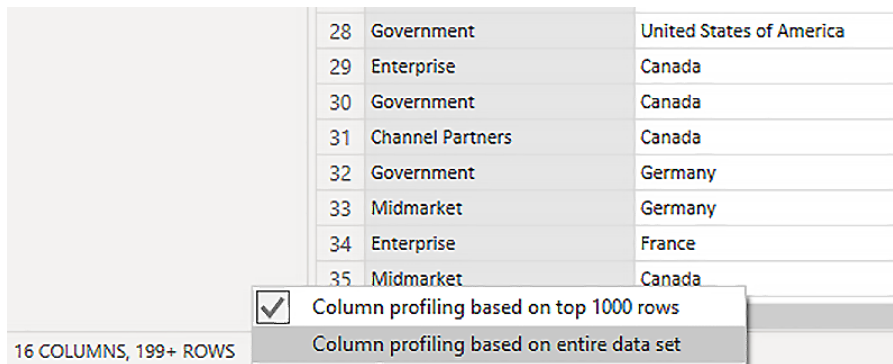 28 Government United States of America
29 Enterprise Canada
30 Government Canada
31 Channel Partners Canada
32 Government Germany
33 Midmarket Germany
34 Enterprise France
35 Midmarket Canada
Column profiling based on top 1000 rows
Column profiling based on entire data set
16 COLUMNS, 199+ ROWS